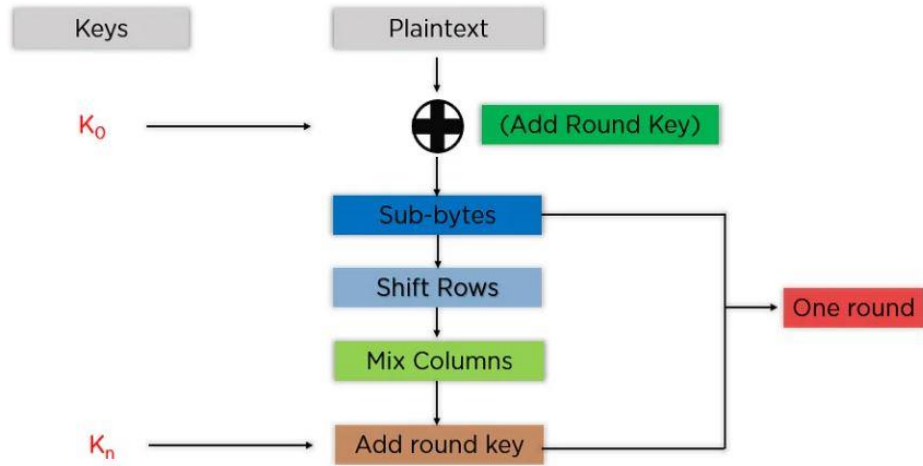 Keys
Plaintext
K₀
(Add Round Key)
Sub-bytes
Shift Rows
One round
Mix Columns
Kₙ
Add round key